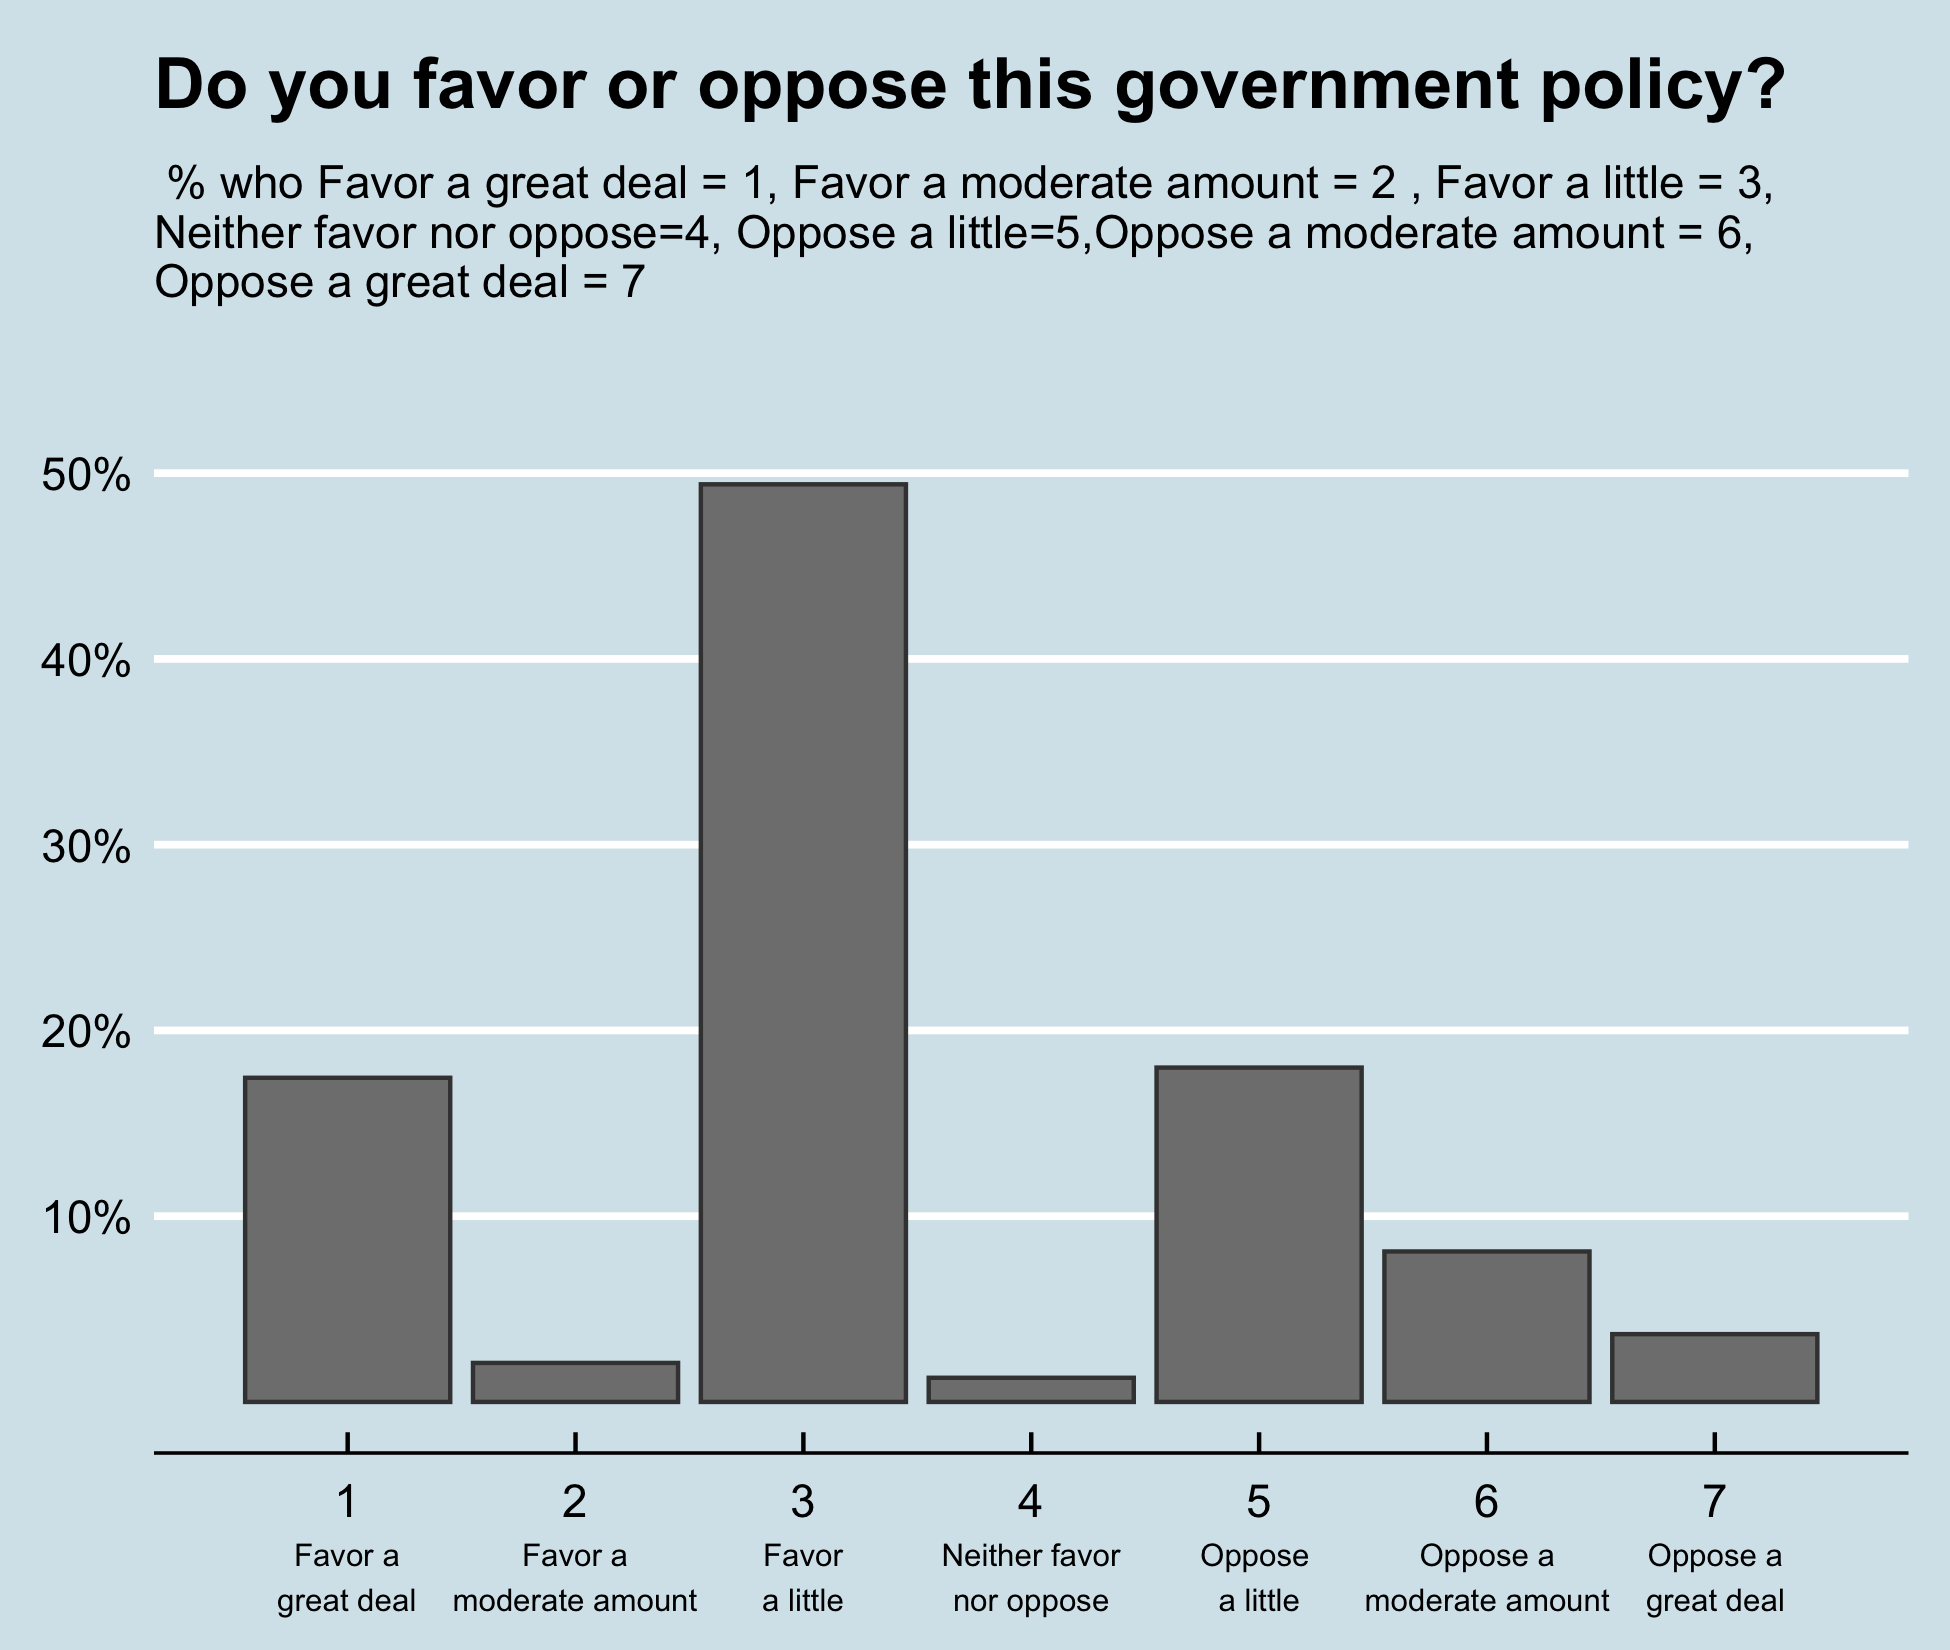 Do you favor or oppose this government policy?
% who Favor a great deal = 1, Favor a moderate amount = 2 , Favor a little = 3,
Neither favor nor oppose=4, Oppose a little=5,Oppose a moderate amount = 6,
Oppose a great deal = 7
50%
40%
30%
20%
10%
1 2 3 4 5 6 7
Favor a Favor a Favor Neither favor Oppose Oppose a Oppose a
great deal moderate amount a little nor oppose a little moderate amount great deal